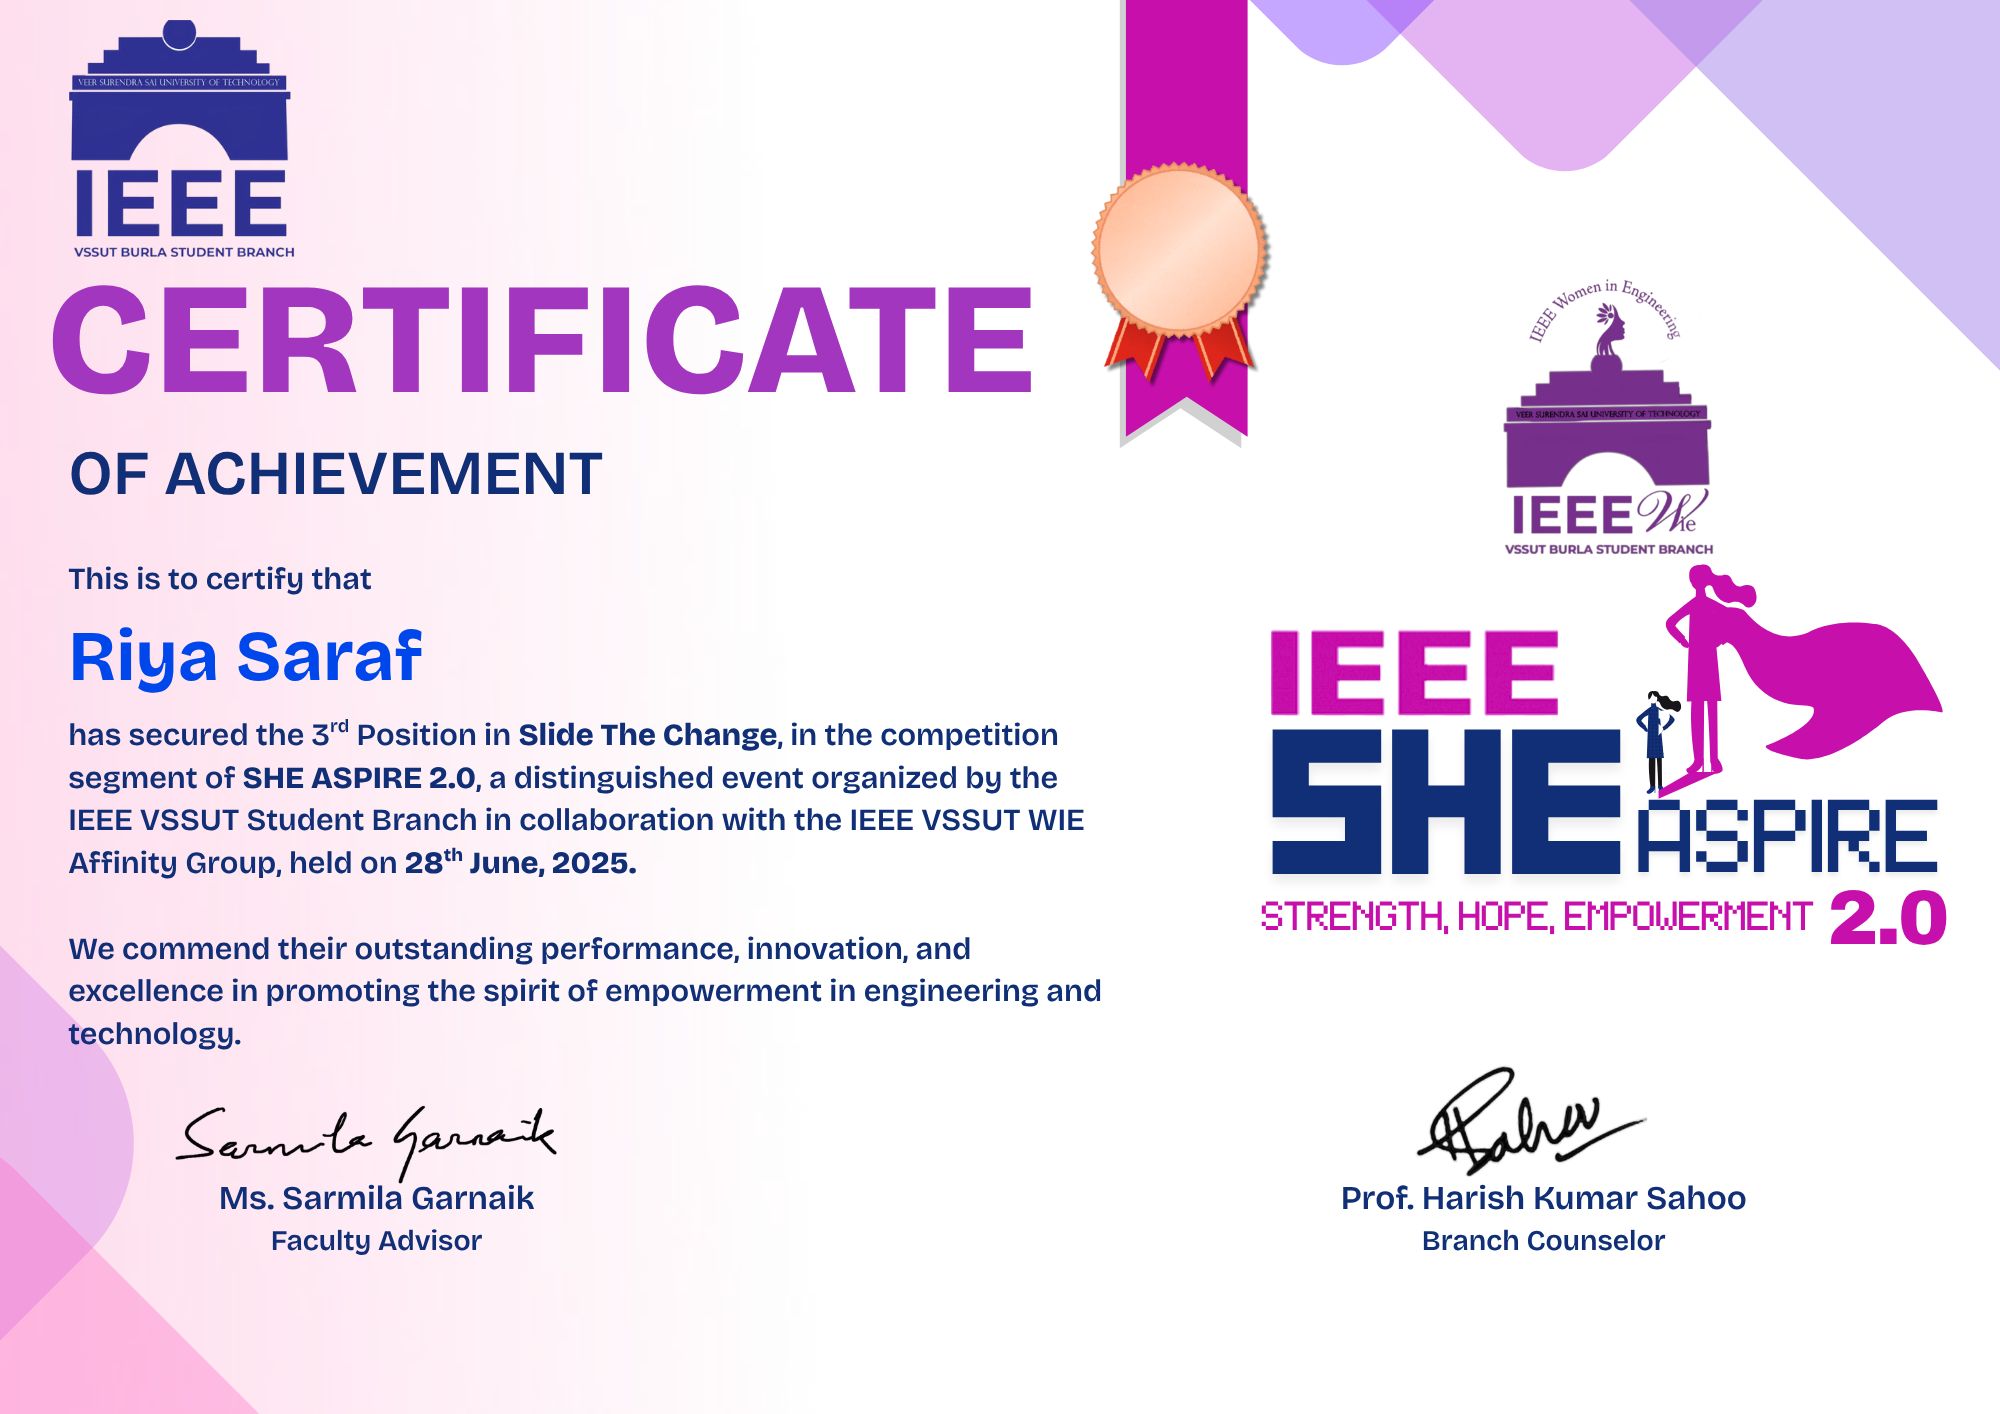 VEER SURENDRA SAI UNIVERSITY OF TECHNOLOGY
IEEE
VSSUT BURLA STUDENT BRANCH
CERTIFICATE
OF ACHIEVEMENT
This is to certify that
Riya Saraf
has secured the 3rd Position in Slide The Change, in the competition
segment of SHE ASPIRE 2.0, a distinguished event organized by the
IEEE VSSUT Student Branch in collaboration with the IEEE VSSUT WIE
Affinity Group, held on 28th June, 2025.
We commend their outstanding performance, innovation, and
excellence in promoting the spirit of empowerment in engineering and
technology.
Sarmila Garnaik
Ms. Sarmila Garnaik
Faculty Advisor
IEEE Women in Engineering
VEER SURENDRA SAI UNIVERSITY OF TECHNOLOGY
IEEE Wie
VSSUT BURLA STUDENT BRANCH
IEEE
SHE ASPIRE
STRENGTH, HOPE, EMPOWERMENT 2.0
HSahoo
Prof. Harish Kumar Sahoo
Branch Counselor